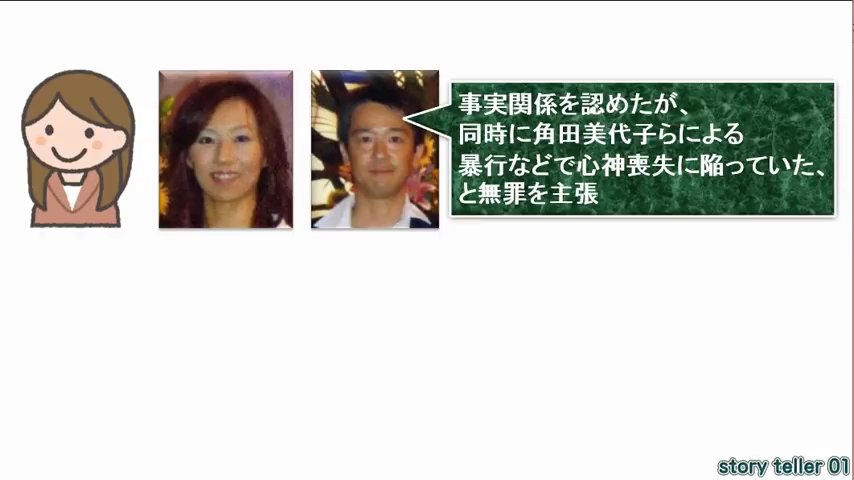 事実関係を認めたが、
同時に角田美代子らによる
暴行などで心神喪失に陥っていた、
と無罪を主張
story teller 01